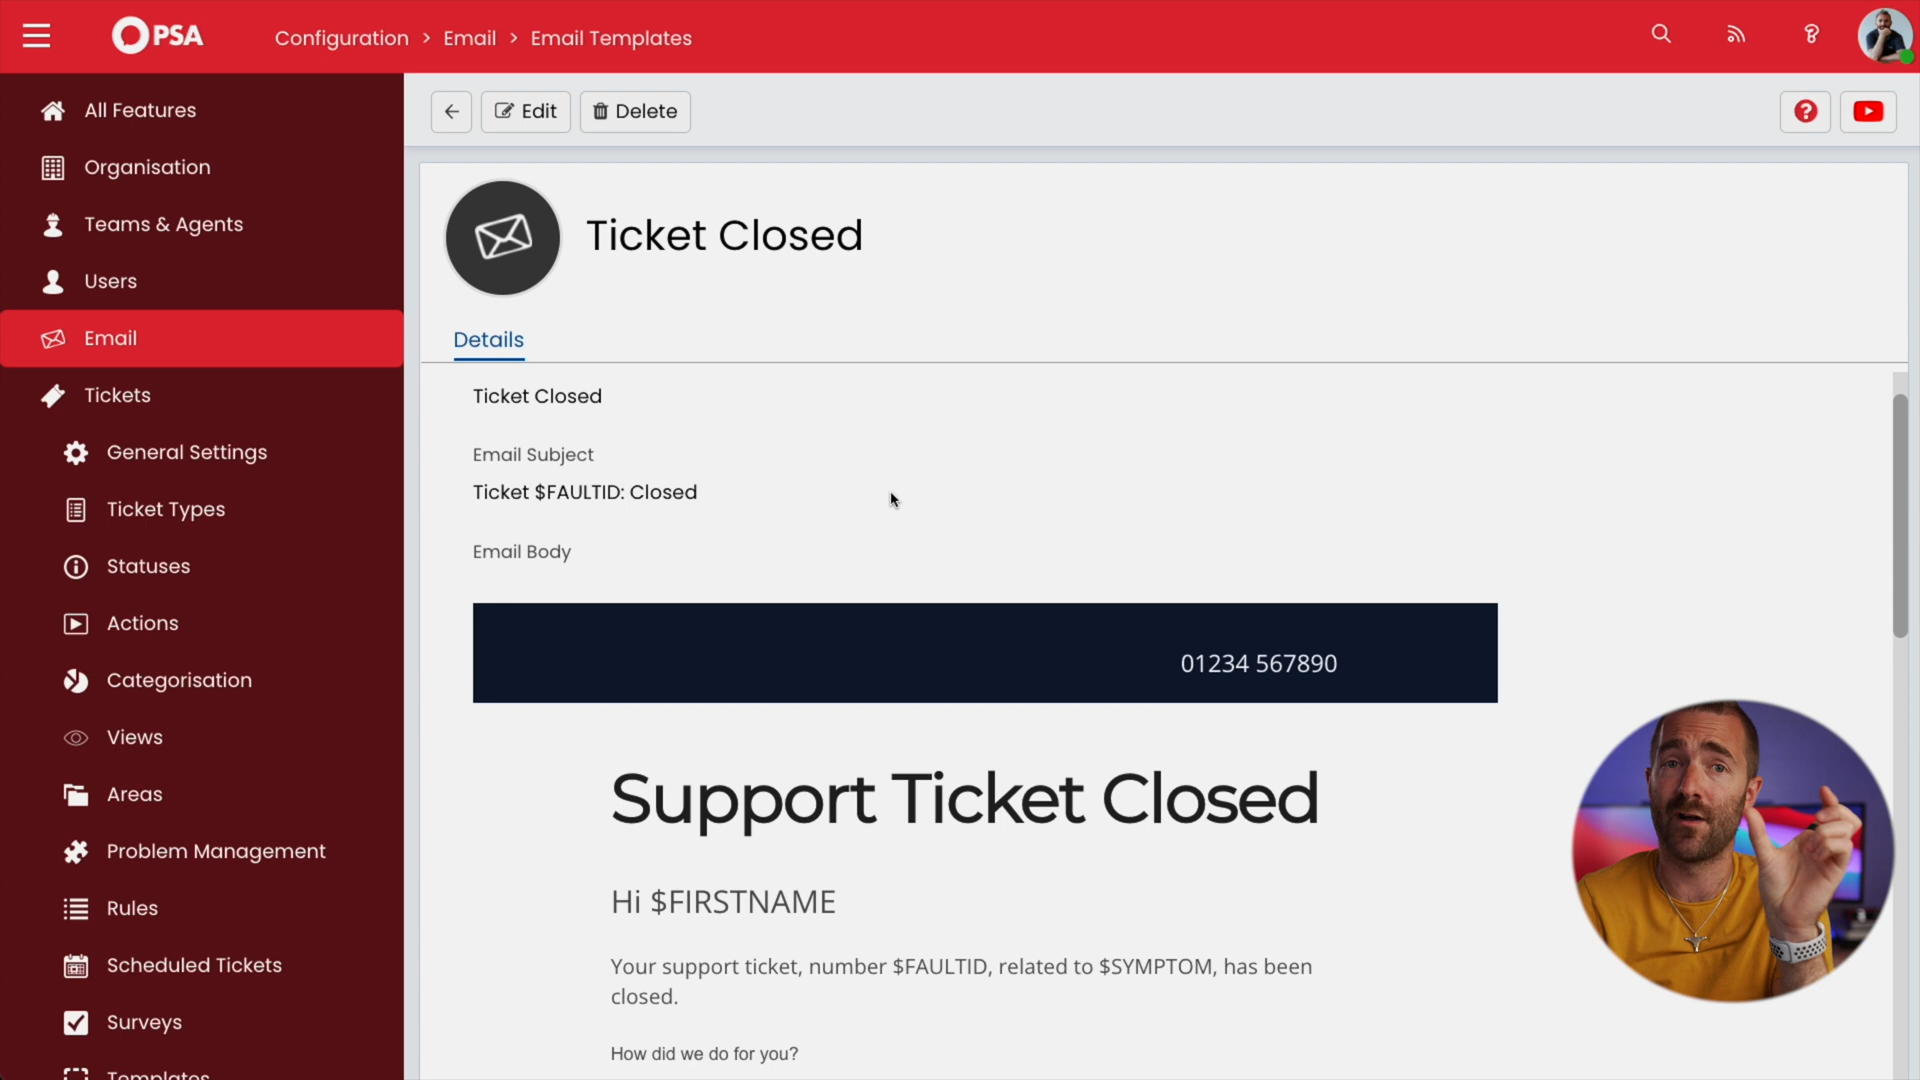 PSA
Configuration > Email > Email Templates
All Features
Organisation
Teams & Agents
Users
Email
Tickets
General Settings
Ticket Types
Statuses
Actions
Categorisation
Views
Areas
Problem Management
Rules
Scheduled Tickets
Surveys
Templates
Edit
Delete
Ticket Closed
Details
Ticket Closed
Email Subject
Ticket $FAULTID: Closed
Email Body
01234 567890
Support Ticket Closed
Hi $FIRSTNAME
Your support ticket, number $FAULTID, related to $SYMPTOM, has been
closed.
How did we do for you?